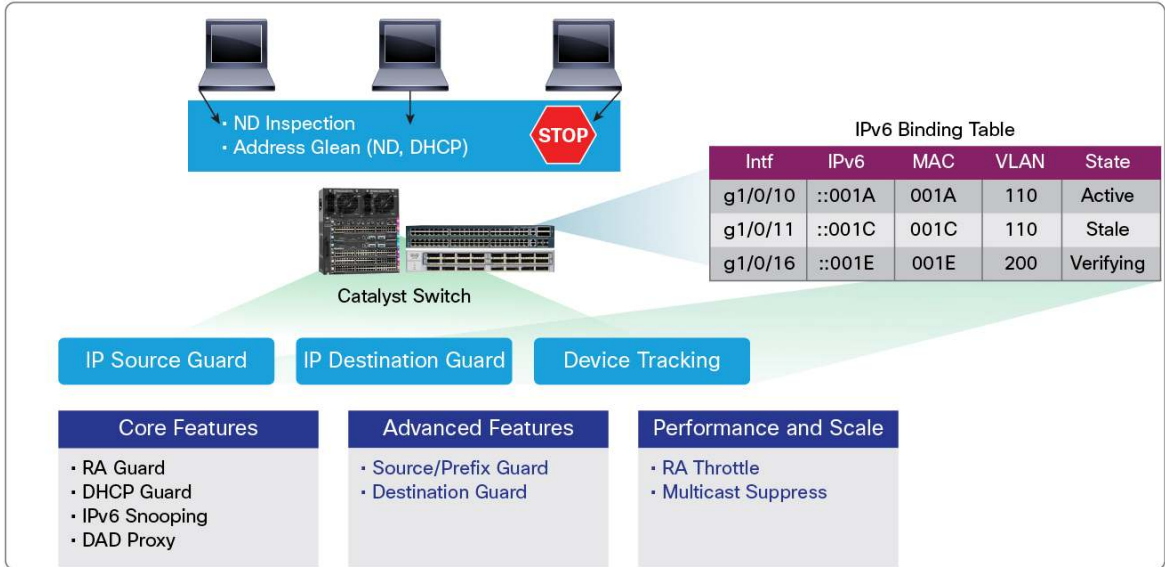 · ND Inspection
· Address Glean (ND, DHCP)
STOP
IPv6 Binding Table
Intf IPv6 MAC VLAN State
g1/0/10 ::001A 001A 110 Active
g1/0/11 ::001C 001C 110 Stale
g1/0/16 ::001E 001E 200 Verifying
Catalyst Switch
IP Source Guard
IP Destination Guard
Device Tracking
Core Features
· RA Guard
· DHCP Guard
· IPv6 Snooping
· DAD Proxy
Advanced Features
· Source/Prefix Guard
· Destination Guard
Performance and Scale
· RA Throttle
· Multicast Suppress